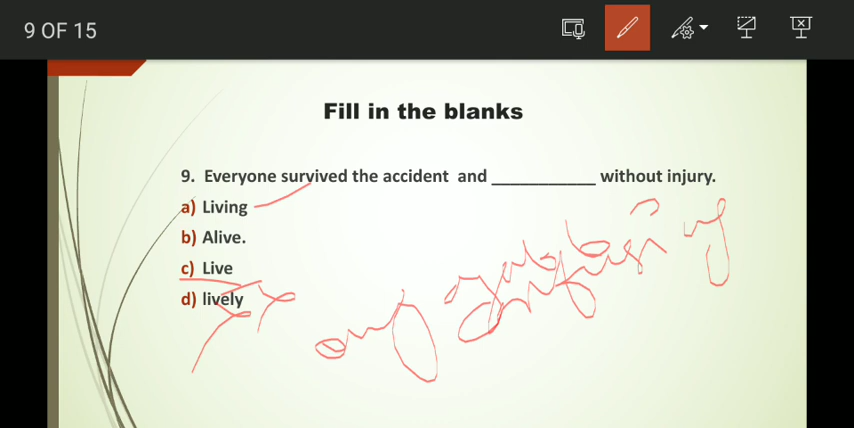 9 OF 15
Fill in the blanks
9. Everyone survived the accident and ____________ without injury.
a) Living
b) Alive.
c) Live
d) lively